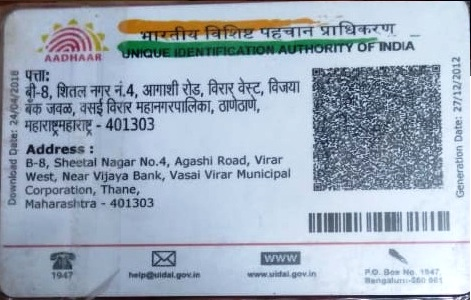 भारतीय विशिष्ट पहचान प्राधिकरण
AADHAAR
UNIQUE IDENTIFICATION AUTHORITY OF INDIA
पत्ता:
बी-8, शितल नगर नं.4, आगाशी रोड, विरार वेस्ट, विजया
बँक जवळ, वसई विरार महानगरपालिका, ठाणेठाणे,
महाराष्ट्रमहाराष्ट्र - 401303
Address :
B-8, Sheetal Nagar No.4, Agashi Road, Virar
West, Near Vijaya Bank, Vasai Virar Municipal
Corporation, Thane,
Maharashtra - 401303
Download Date: 24/04/2018
Generation Date: 27/12/2012
1947
help@uidai.gov.in
WWW
www.uidai.gov.in
P.O. Box No. 1947,
Bengaluru-560 001